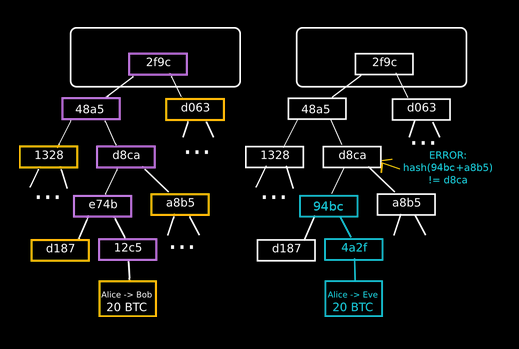 2f9c
48a5
d063
1328
d8ca
...
...
e74b
a8b5
d187
12c5
...
Alice -> Bob
20 BTC
2f9c
48a5
d063
1328
d8ca
...
ERROR:
hash(94bc+a8b5)
!= d8ca
...
94bc
a8b5
d187
4a2f
Alice -> Eve
20 BTC